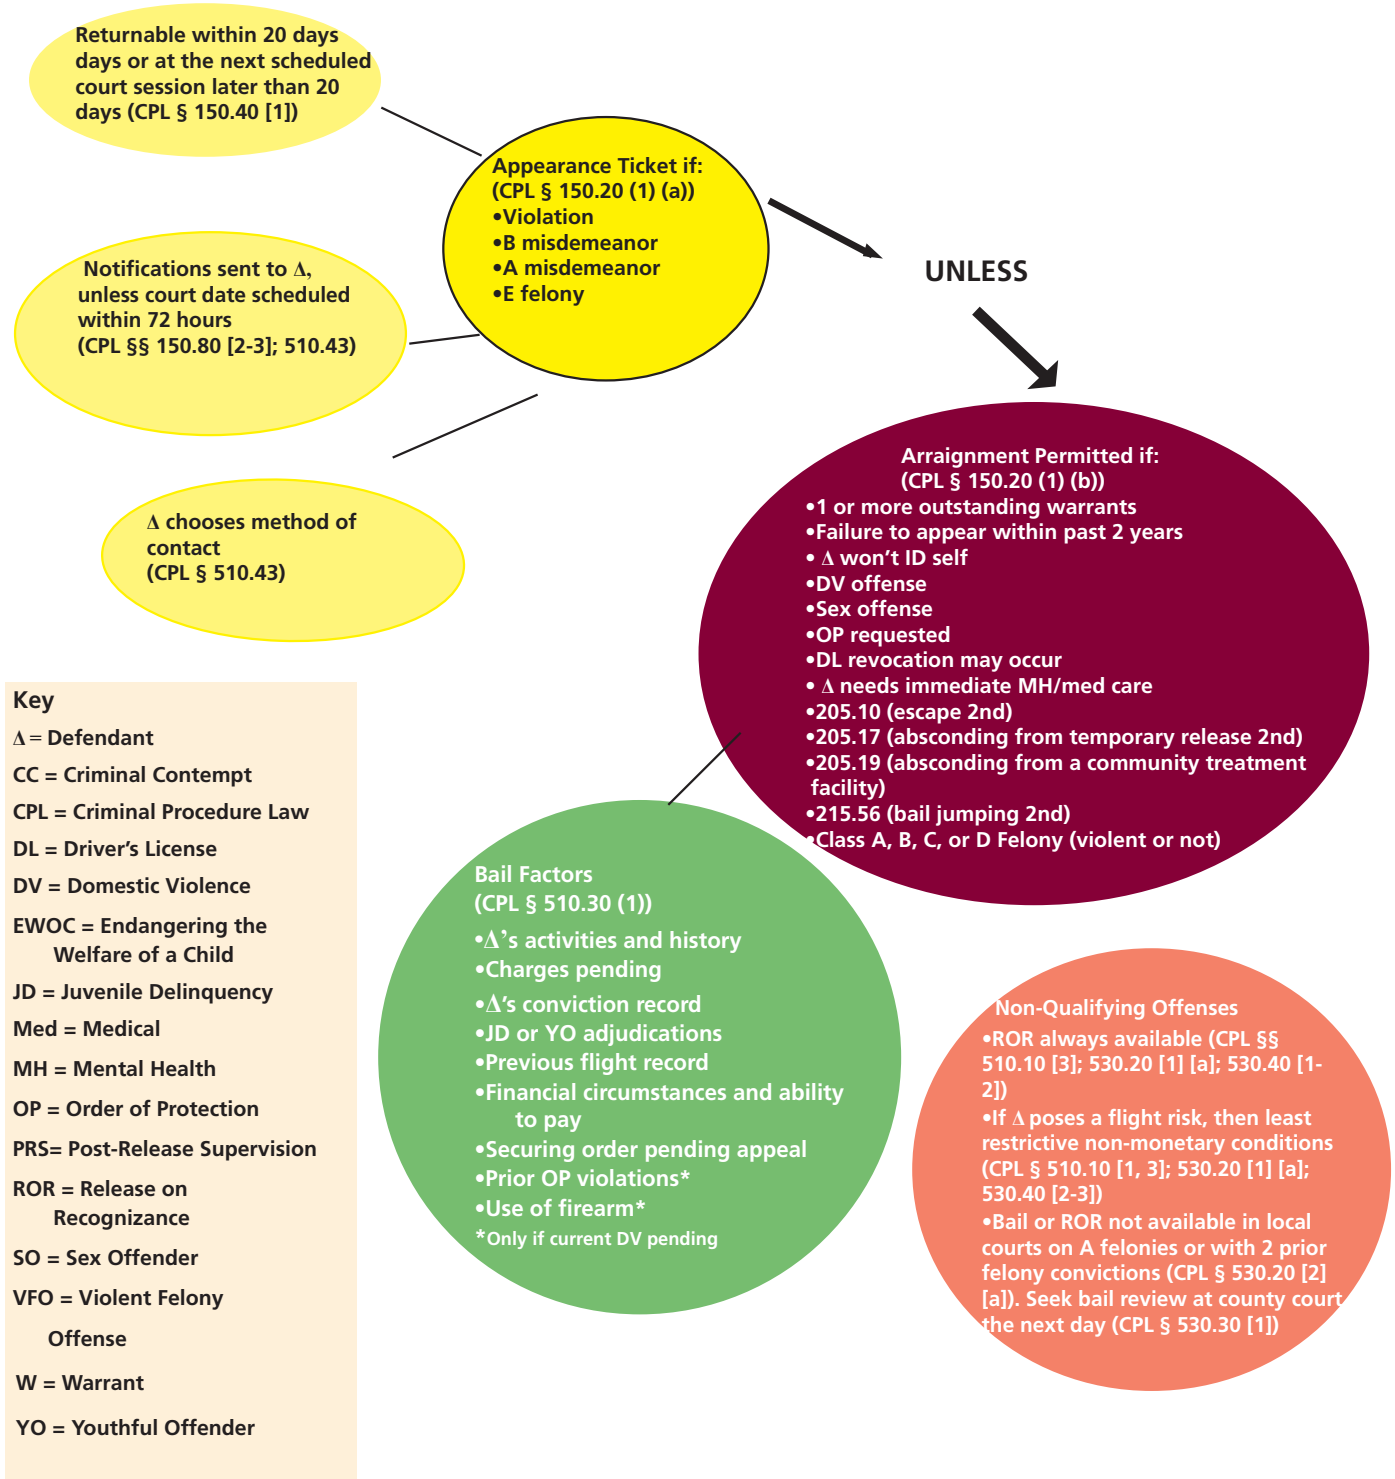 Returnable within 20 days
days or at the next scheduled
court session later than 20
days (CPL § 150.40 [1])
Appearance Ticket if:
(CPL § 150.20 (1) (a))
•Violation
•B misdemeanor
•A misdemeanor
•E felony
UNLESS
Notifications sent to Δ,
unless court date scheduled
within 72 hours
(CPL §§ 150.80 [2-3]; 510.43)
Δ chooses method of
contact
(CPL § 510.43)
Arraignment Permitted if:
(CPL § 150.20 (1) (b))
•1 or more outstanding warrants
•Failure to appear within past 2 years
• Δ won’t ID self
•DV offense
•Sex offense
•OP requested
•DL revocation may occur
• Δ needs immediate MH/med care
•205.10 (escape 2nd)
•205.17 (absconding from temporary release 2nd)
•205.19 (absconding from a community treatment
facility)
•215.56 (bail jumping 2nd)
•Class A, B, C, or D Felony (violent or not)
Key
Δ = Defendant
CC = Criminal Contempt
CPL = Criminal Procedure Law
DL = Driver’s License
DV = Domestic Violence
EWOC = Endangering the
Welfare of a Child
JD = Juvenile Delinquency
Med = Medical
MH = Mental Health
OP = Order of Protection
PRS= Post-Release Supervision
ROR = Release on
Recognizance
SO = Sex Offender
VFO = Violent Felony
Offense
W = Warrant
YO = Youthful Offender
Bail Factors
(CPL § 510.30 (1))
•Δ’s activities and history
•Charges pending
•Δ’s conviction record
•JD or YO adjudications
•Previous flight record
•Financial circumstances and ability
to pay
•Securing order pending appeal
•Prior OP violations*
•Use of firearm*
*Only if current DV pending
Non-Qualifying Offenses
•ROR always available (CPL §§
510.10 [3]; 530.20 [1] [a]; 530.40 [1-
2])
•If Δ poses a flight risk, then least
restrictive non-monetary conditions
(CPL § 510.10 [1, 3]; 530.20 [1] [a];
530.40 [2-3])
•Bail or ROR not available in local
courts on A felonies or with 2 prior
felony convictions (CPL § 530.20 [2]
[a]). Seek bail review at county court
the next day (CPL § 530.30 [1])